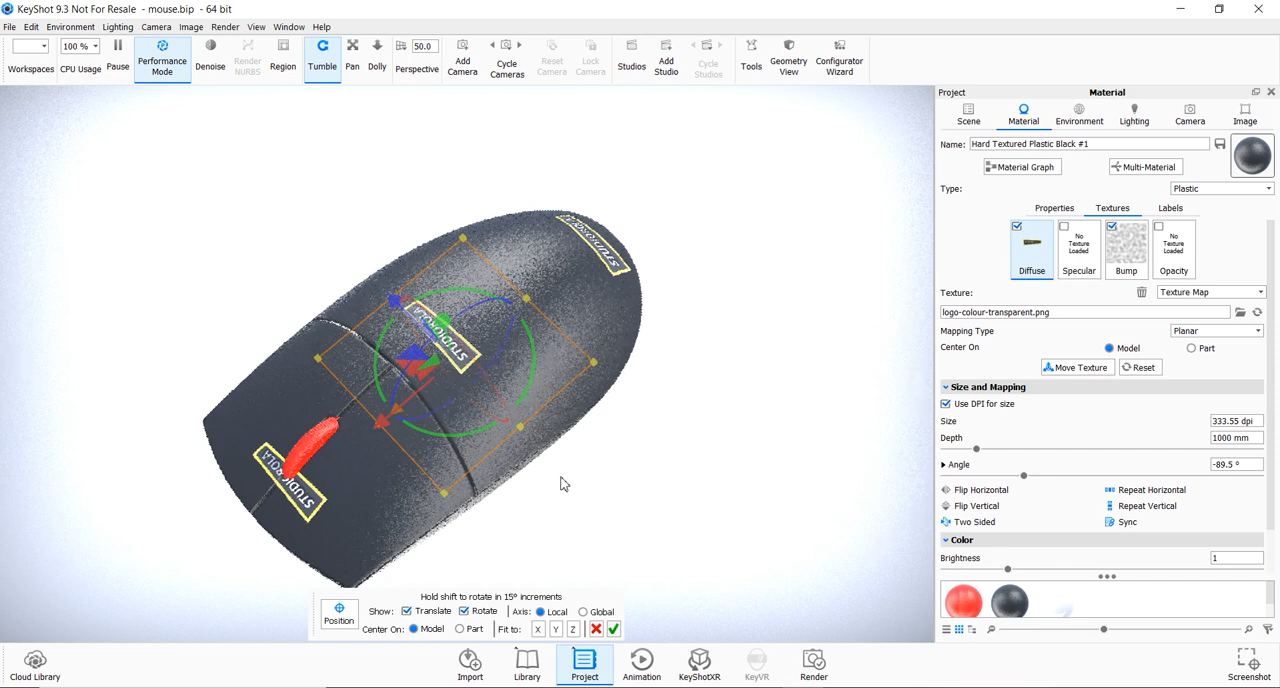 KeyShot 9.3 Not For Resale - mouse.bip - 64 bit
File Edit Environment Lighting Camera Image Render View Window Help
Workspaces
100 %
CPU Usage
Pause
Performance Mode
Denoise
Render NURBS
Region
Tumble
Pan
Dolly
50.0
Perspective
Add Camera
Cycle Cameras
Reset Camera
Lock Camera
Studios
Add Studio
Cycle Studios
Tools
Geometry View
Configurator Wizard
Project
Material
Scene Material Environment Lighting Camera Image
Name: Hard Textured Plastic Black #1
Material Graph
Multi-Material
Type: Plastic
Properties Textures Labels
No Texture Loaded
No Texture Loaded
Diffuse Specular Bump Opacity
Texture: Texture Map
logo-colour-transparent.png
Mapping Type Planar
Center On Model Part
Move Texture Reset
Size and Mapping
Use DPI for size
Size 333.55 dpi
Depth 1000 mm
Angle -89.5 °
Flip Horizontal Repeat Horizontal
Flip Vertical Repeat Vertical
Two Sided Sync
Color
Brightness 1
STUDIOROLA
STUDIOROLA
STUDIOROLA
Hold shift to rotate in 15° increments
Position
Show: Translate Rotate Axis: Local Global
Center On: Model Part Fit to: X Y Z
Cloud Library
Import
Library
Project
Animation
KeyShotXR
KeyVR
Render
Screenshot